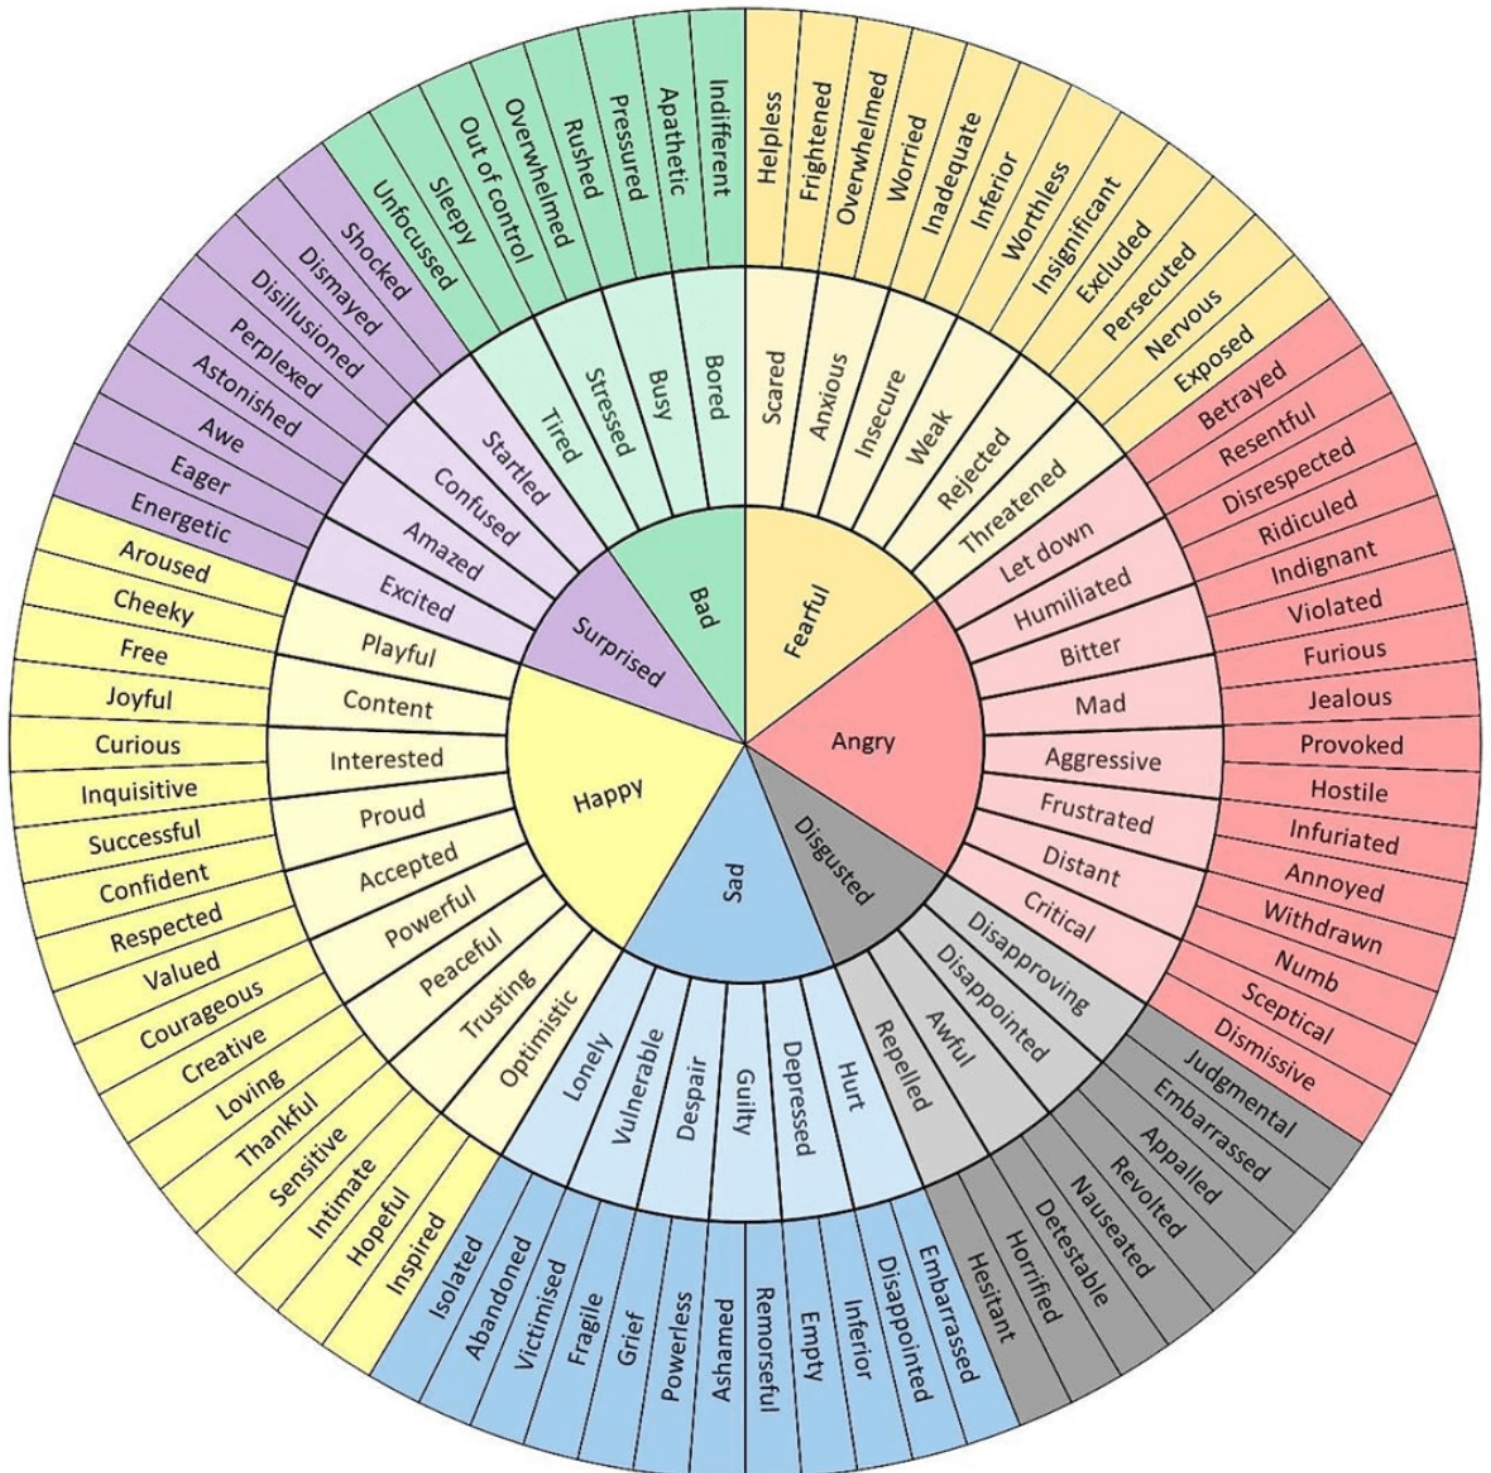 Fearful
Angry
Disgusted
Sad
Happy
Surprised
Bad
Scared
Anxious
Insecure
Weak
Rejected
Threatened
Let down
Humiliated
Bitter
Mad
Aggressive
Frustrated
Distant
Critical
Disapproving
Disappointed
Awful
Repelled
Hurt
Depressed
Guilty
Despair
Vulnerable
Lonely
Optimistic
Trusting
Peaceful
Powerful
Accepted
Proud
Interested
Content
Playful
Excited
Amazed
Confused
Startled
Tired
Stressed
Busy
Bored
Helpless
Frightened
Overwhelmed
Worried
Inadequate
Inferior
Worthless
Insignificant
Excluded
Persecuted
Nervous
Exposed
Betrayed
Resentful
Disrespected
Ridiculed
Indignant
Violated
Furious
Jealous
Provoked
Hostile
Infuriated
Annoyed
Withdrawn
Numb
Sceptical
Dismissive
Judgmental
Embarrassed
Appalled
Revolted
Nauseated
Detestable
Horrified
Hesitant
Embarrassed
Disappointed
Inferior
Empty
Remorseful
Ashamed
Powerless
Grief
Fragile
Victimised
Abandoned
Isolated
Inspired
Hopeful
Intimate
Sensitive
Thankful
Loving
Creative
Courageous
Valued
Respected
Confident
Successful
Inquisitive
Curious
Joyful
Free
Cheeky
Aroused
Energetic
Eager
Awe
Astonished
Perplexed
Disillusioned
Dismayed
Shocked
Unfocussed
Sleepy
Out of control
Overwhelmed
Rushed
Pressured
Apathetic
Indifferent